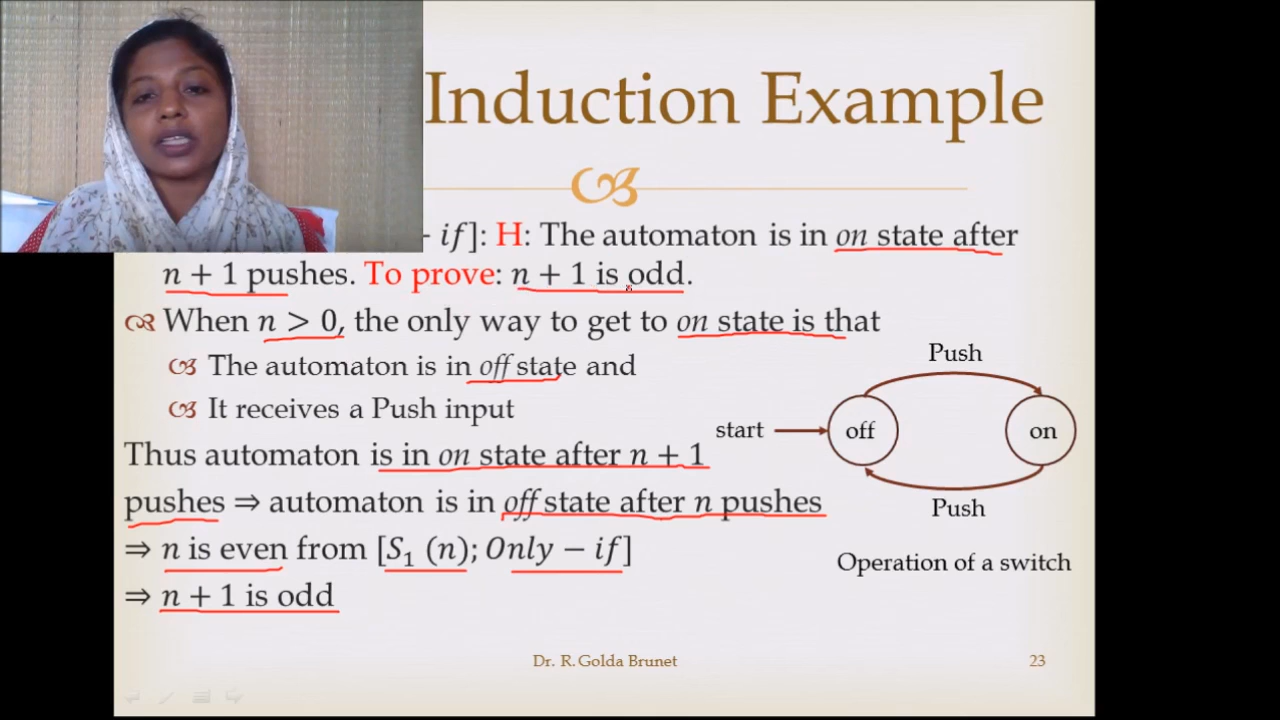 Induction Example
– if]: H: The automaton is in on state after
n + 1 pushes. To prove: n + 1 is odd.
When n > 0, the only way to get to on state is that
The automaton is in off state and
It receives a Push input
Thus automaton is in on state after n + 1
pushes ⇒ automaton is in off state after n pushes
⇒ n is even from [S₁ (n); Only – if]
⇒ n + 1 is odd
Push
start
off
on
Push
Operation of a switch
Dr. R. Golda Brunet
23